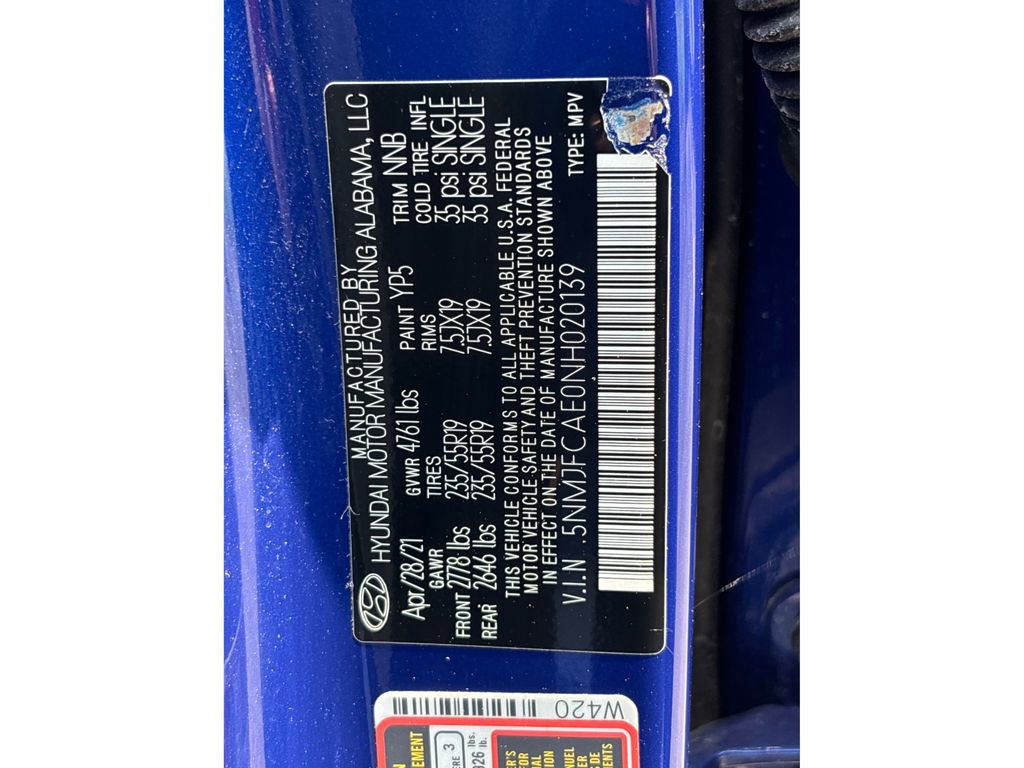 MANUFACTURED BY
HYUNDAI MOTOR MANUFACTURING ALABAMA, LLC
Apr/28/21 GVWR 4761 lbs PAINT YP5 TRIM NNB
GAWR TIRES RIMS COLD TIRE INFL
FRONT 2778 lbs 235/55R19 7.5JX19 35 psi SINGLE
REAR 2646 lbs 235/55R19 7.5JX19 35 psi SINGLE
THIS VEHICLE CONFORMS TO ALL APPLICABLE U.S.A. FEDERAL
MOTOR VEHICLE SAFETY AND THEFT PREVENTION STANDARDS
IN EFFECT ON THE DATE OF MANUFACTURE SHOWN ABOVE
V.I.N .5NMJFCAE0NH020139 TYPE: MPV
W420